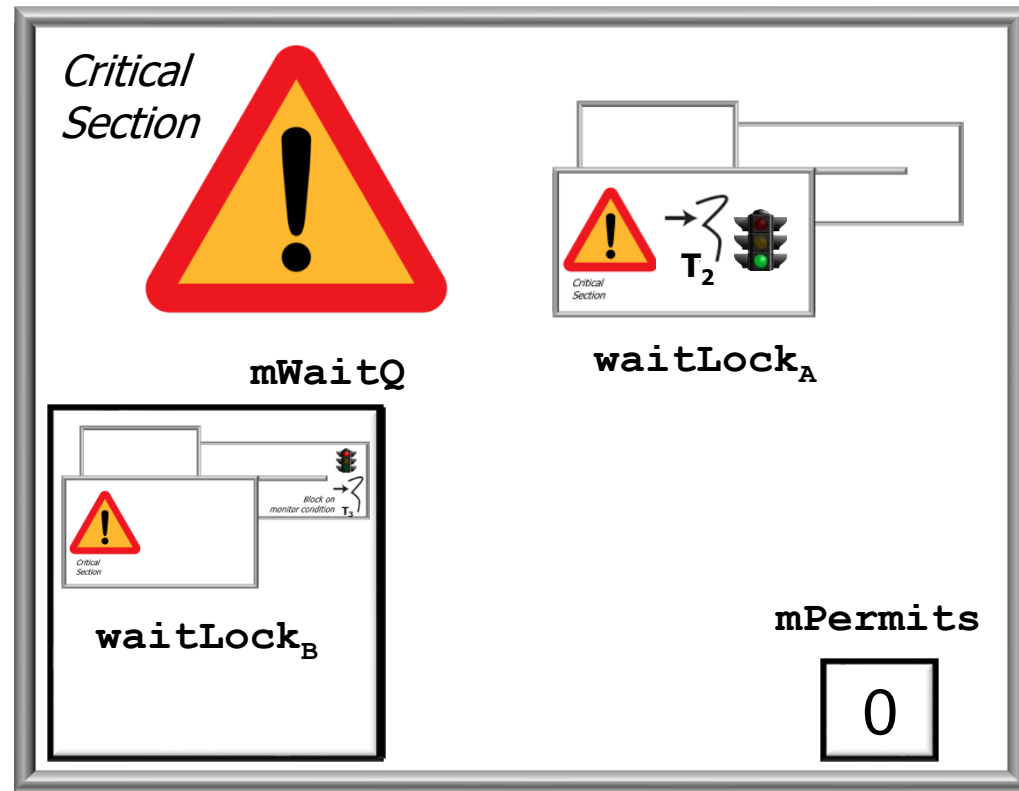 Critical
Section
T2
Critical
Section
waitLockA
mWaitQ
Block on
monitor condition T3
Critical
Section
waitLockB
mPermits
0